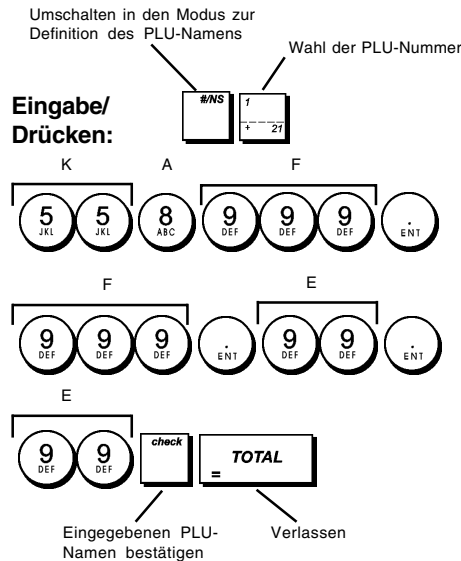 Umschalten in den Modus zur
Definition des PLU-Namens
Wahl der PLU-Nummer
#/NS 1
+ 21
Eingabe/
Drücken:
K A F
5 5 8 9 9 9 .
JKL JKL ABC DEF DEF DEF ENT
F E
9 9 9 . 9 9 .
DEF DEF DEF ENT DEF DEF ENT
E
9 9 check TOTAL
DEF DEF =
Eingegebenen PLU-
Namen bestätigen
Verlassen